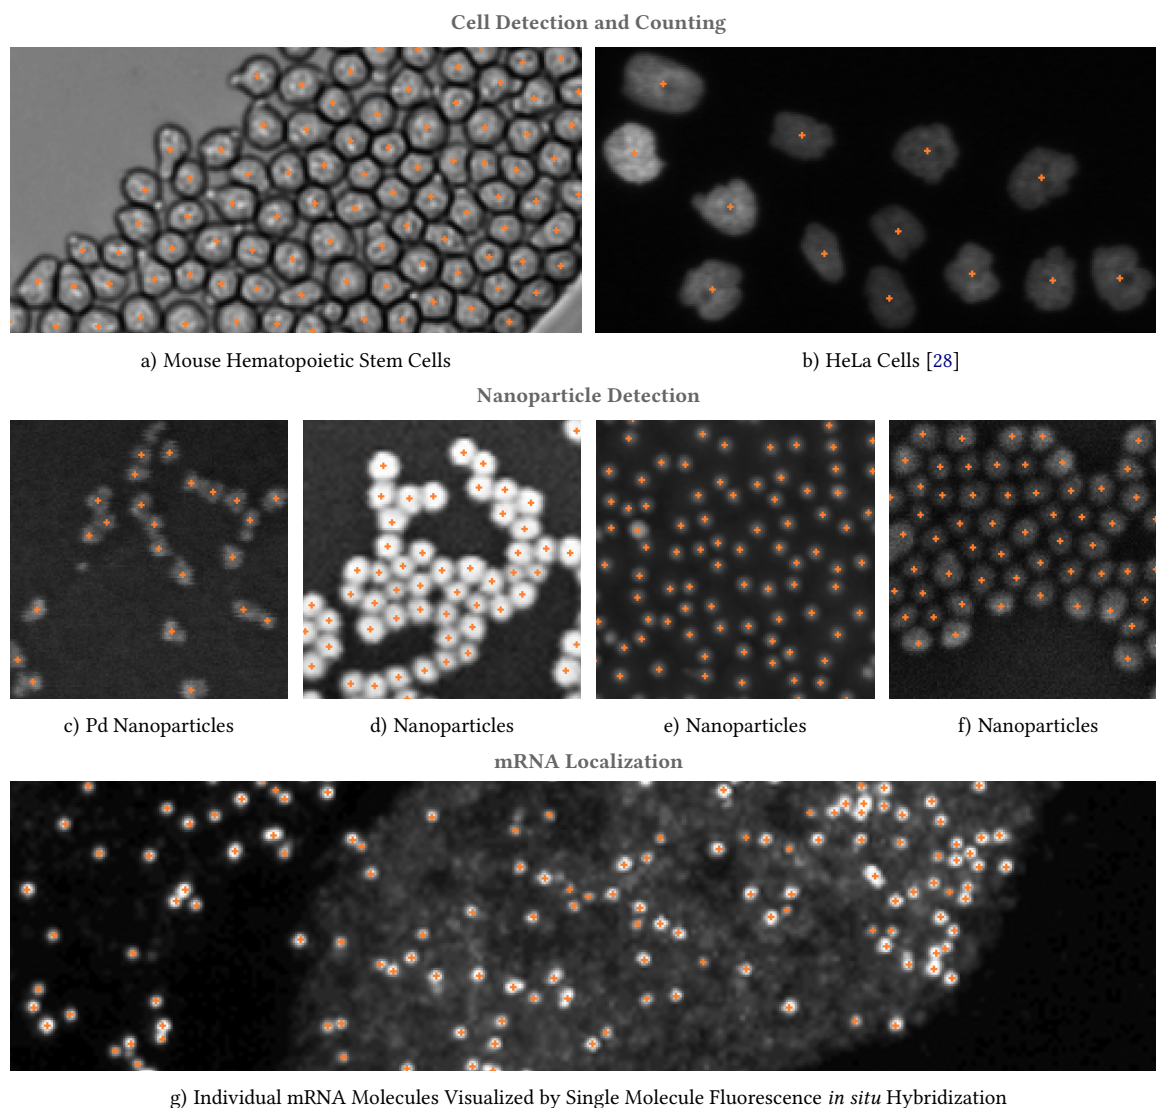 Cell Detection and Counting
a) Mouse Hematopoietic Stem Cells
b) HeLa Cells [28]
Nanoparticle Detection
c) Pd Nanoparticles
d) Nanoparticles
e) Nanoparticles
f) Nanoparticles
mRNA Localization
g) Individual mRNA Molecules Visualized by Single Molecule Fluorescence in situ Hybridization